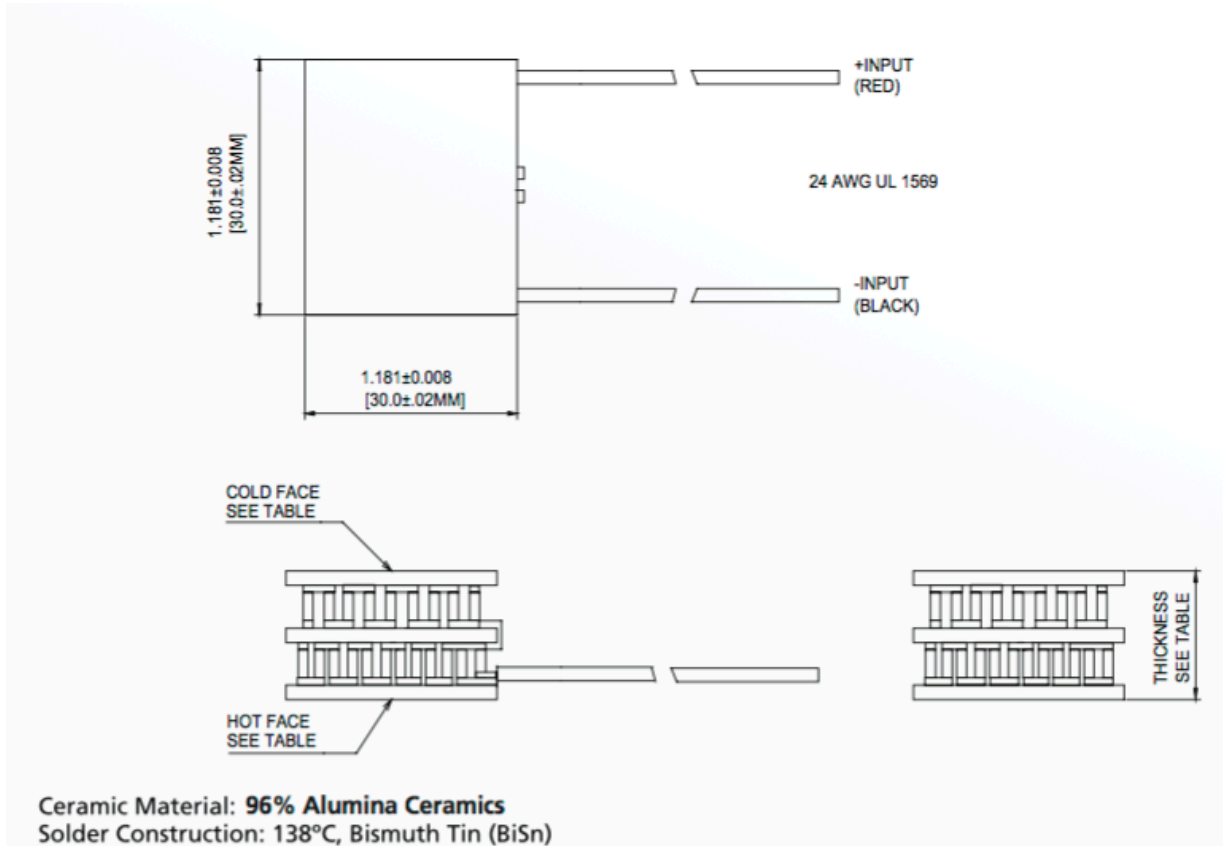 +INPUT
(RED)
1.181±0.008
[30.0±.02MM]
24 AWG UL 1569
-INPUT
(BLACK)
1.181±0.008
[30.0±.02MM]
COLD FACE
SEE TABLE
THICKNESS
SEE TABLE
HOT FACE
SEE TABLE
Ceramic Material: 96% Alumina Ceramics
Solder Construction: 138ºC, Bismuth Tin (BiSn)